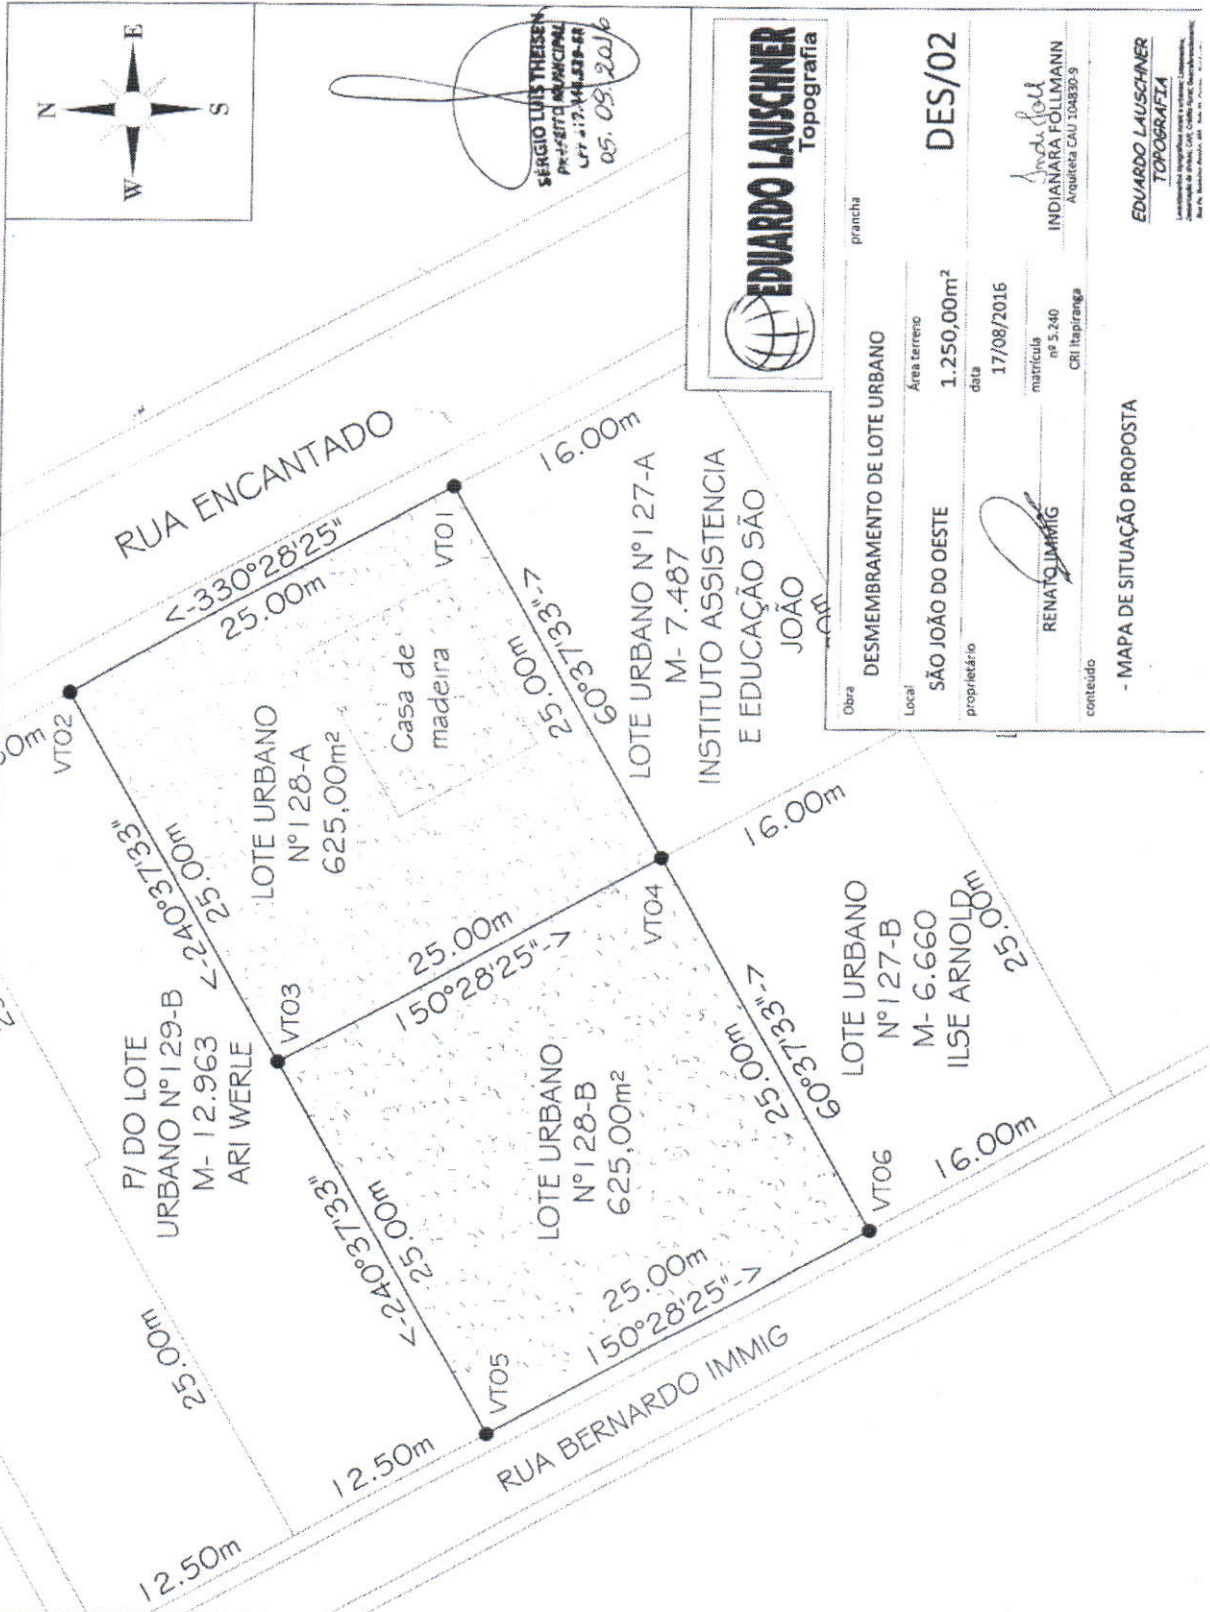 N
W
E
S
SERGIO LUIS THEISEN
PREFEITO MUNICIPAL
05.09.2016
RUA ENCANTADO
VT02
<-330°28'25"
25.00m
VT01
16.00m
P/ DO LOTE
URBANO N°129-B
M- 12.963
ARI WERLE
<-240°37'33"
25.00m
LOTE URBANO
N°128-A
625,00m²
Casa de
madeira
25.00m
60°37'33"->
LOTE URBANO N°127-A
M- 7.487
INSTITUTO ASSISTENCIA
E EDUCAÇÃO SÃO
JOÃO
VT03
25.00m
150°28'25"->
VT04
16.00m
25.00m
<-240°37'33"
25.00m
LOTE URBANO
N°128-B
625,00m²
25.00m
60°37'33"->
LOTE URBANO
N°127-B
M- 6.660
ILSE ARNOLD
25.00m
VT05
25.00m
150°28'25"->
VT06
16.00m
12.50m
12.50m
RUA BERNARDO IMMIG
EDUARDO LAUSCHNER
Topografia
Obra
DESMEMBRAMENTO DE LOTE URBANO
prancha
DES/02
Local
SÃO JOÃO DO OESTE
Área terreno
1.250,00m²
proprietário
RENATO IMMIG
data
17/08/2016
matrícula
nº 5.240
CRI Itapiranga
INDIANARA FOLLMANN
Arquiteta CAU 104830-9
conteúdo
- MAPA DE SITUAÇÃO PROPOSTA
EDUARDO LAUSCHNER
TOPOGRAFIA